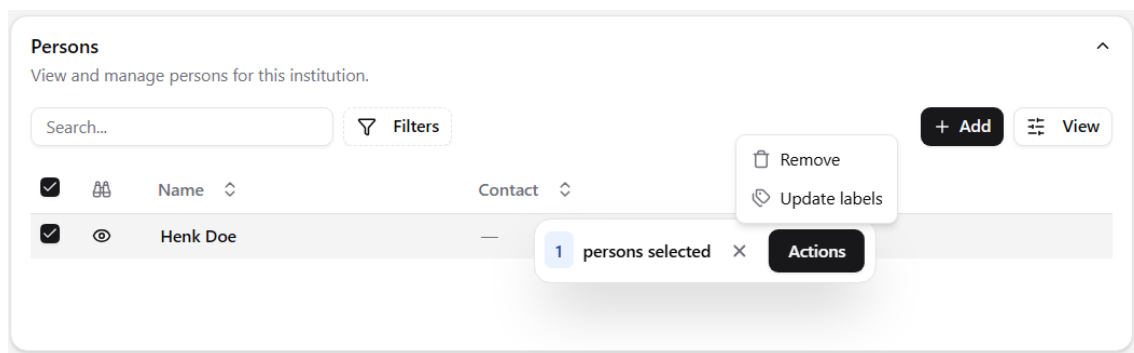 Persons
View and manage persons for this institution.
Search...
Filters
+ Add
View
Remove
Update labels
Name
Contact
Henk Doe
—
1 persons selected
Actions